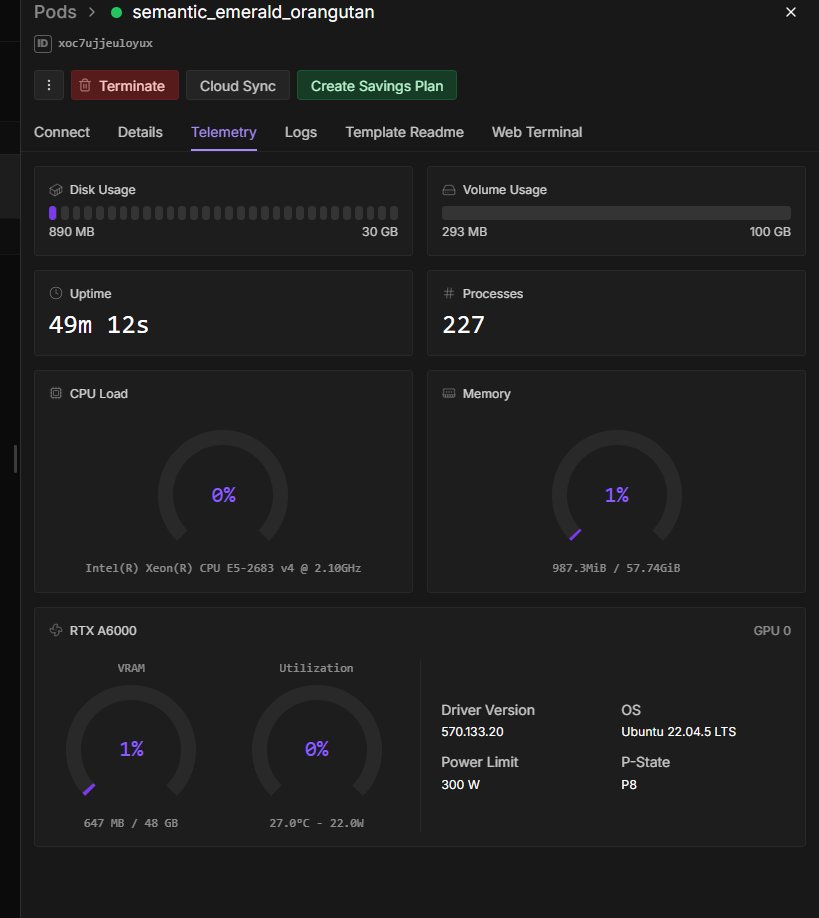 Pods > semantic_emerald_orangutan
ID xoc7ujjeuloyux
Terminate Cloud Sync Create Savings Plan
Connect Details Telemetry Logs Template Readme Web Terminal
Disk Usage
890 MB 30 GB
Volume Usage
293 MB 100 GB
Uptime
49m 12s
Processes
227
CPU Load
0%
Intel(R) Xeon(R) CPU E5-2683 v4 @ 2.10GHz
Memory
1%
987.3MiB / 57.74GiB
RTX A6000 GPU 0
VRAM
1%
647 MB / 48 GB
Utilization
0%
27.0°C - 22.0W
Driver Version
570.133.20
OS
Ubuntu 22.04.5 LTS
Power Limit
300 W
P-State
P8